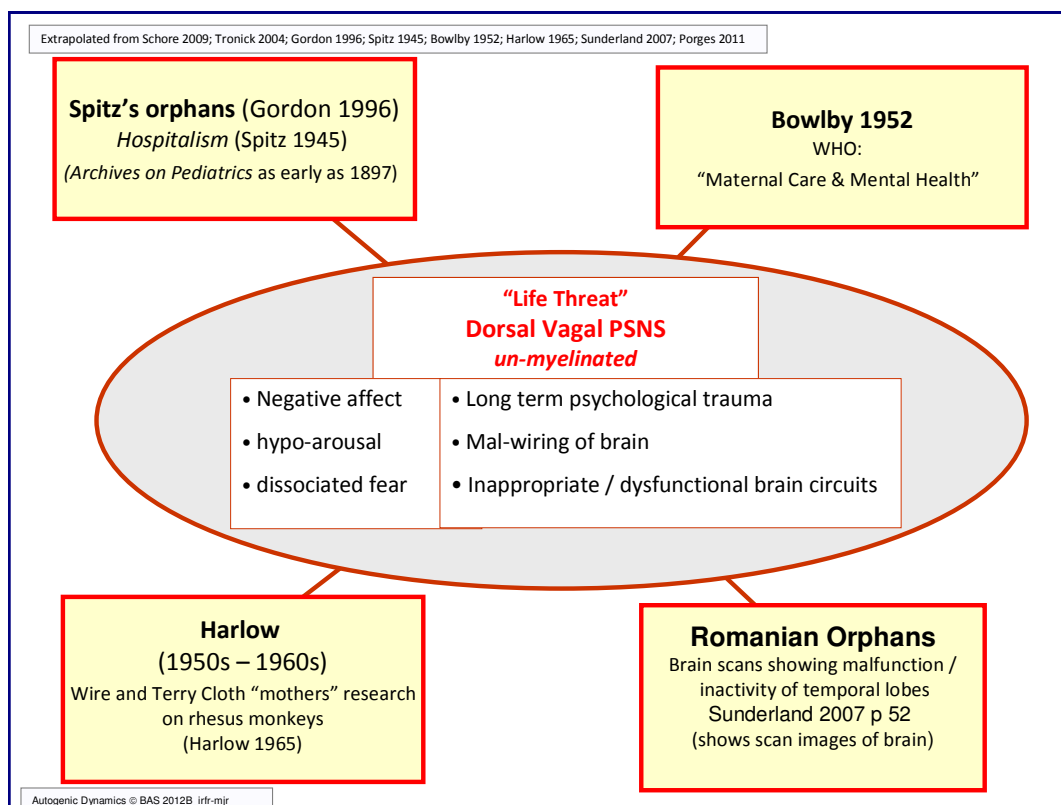 Extrapolated from Schore 2009; Tronick 2004; Gordon 1996; Spitz 1945; Bowlby 1952; Harlow 1965; Sunderland 2007; Porges 2011
Spitz’s orphans (Gordon 1996)
Hospitalism (Spitz 1945)
(Archives on Pediatrics as early as 1897)
Bowlby 1952
WHO:
“Maternal Care & Mental Health”
“Life Threat”
Dorsal Vagal PSNS
un-myelinated
• Negative affect
• hypo-arousal
• dissociated fear
• Long term psychological trauma
• Mal-wiring of brain
• Inappropriate / dysfunctional brain circuits
Harlow
(1950s – 1960s)
Wire and Terry Cloth “mothers” research
on rhesus monkeys
(Harlow 1965)
Romanian Orphans
Brain scans showing malfunction /
inactivity of temporal lobes
Sunderland 2007 p 52
(shows scan images of brain)
Autogenic Dynamics © BAS 2012B irfr-mjr